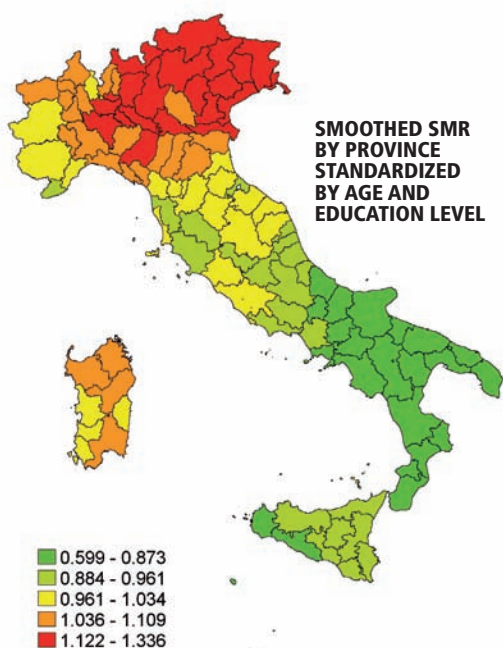 SMOOTHED SMR
BY PROVINCE
STANDARDIZED
BY AGE AND
EDUCATION LEVEL
0.599 - 0.873
0.884 - 0.961
0.961 - 1.034
1.036 - 1.109
1.122 - 1.336